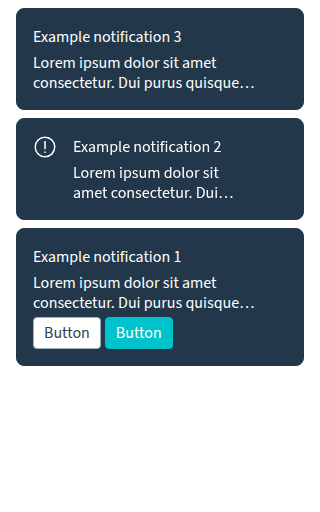 Example notification 3
Lorem ipsum dolor sit amet
consectetur. Dui purus quisque…
Example notification 2
Lorem ipsum dolor sit
amet consectetur. Dui…
Example notification 1
Lorem ipsum dolor sit amet
consectetur. Dui purus quisque…
Button Button